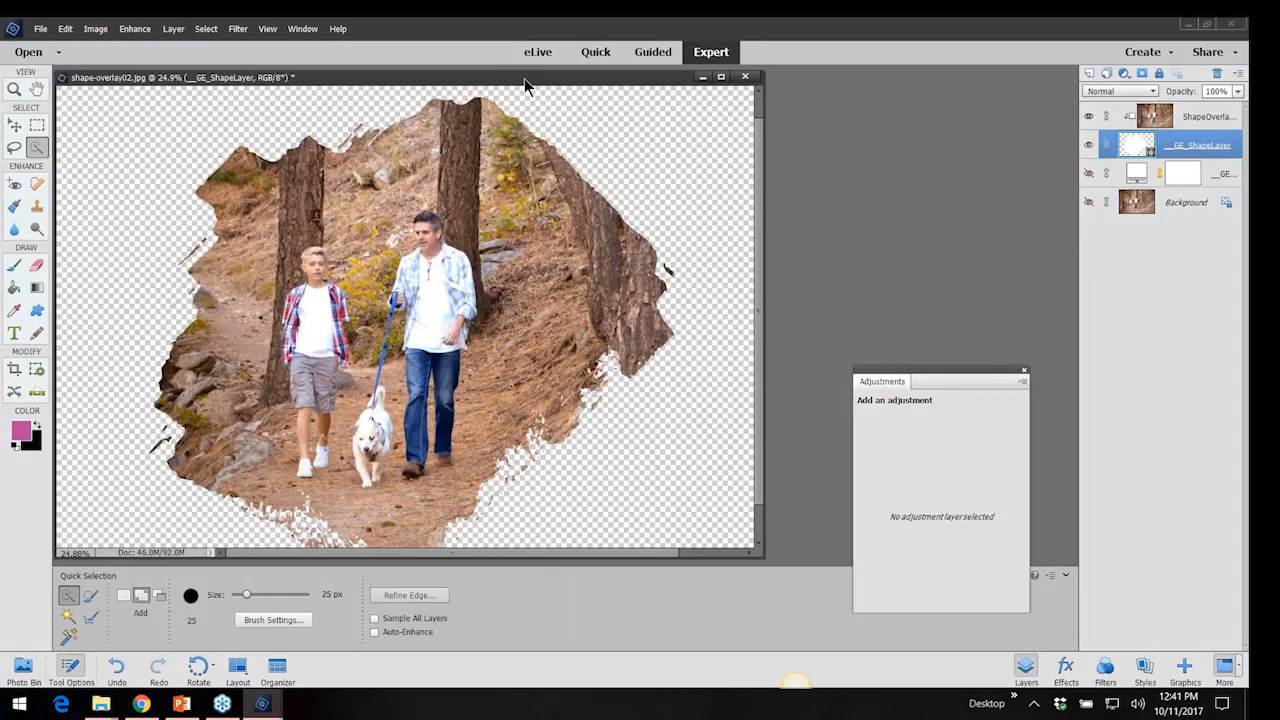 File Edit Image Enhance Layer Select Filter View Window Help
Open eLive Quick Guided Expert Create Share
VIEW
shape-overlay02.jpg @ 24.9% (__GE_ShapeLayer, RGB/8*) *
Normal Opacity: 100%
SELECT
ShapeOverla...
__GE_ShapeLayer
ENHANCE
__GE...
Background
DRAW
MODIFY
Adjustments
Add an adjustment
COLOR
No adjustment layer selected
24.88% Doc: 46.0M/92.0M
Quick Selection
Add Size: 25 px Refine Edge...
25 Brush Settings... Sample All Layers
Auto-Enhance
Photo Bin Tool Options Undo Redo Rotate Layout Organizer Layers Effects Filters Styles Graphics More
Desktop 12:41 PM
10/11/2017